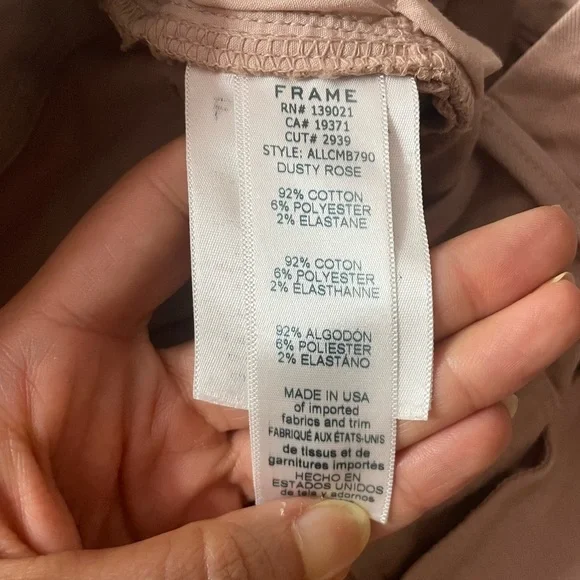 FRAME
RN# 139021
CA# 19371
CUT# 2939
STYLE: ALLCMB790
DUSTY ROSE
92% COTTON
6% POLYESTER
2% ELASTANE
92% COTON
6% POLYESTER
2% ÉLASTHANNE
92% ALGODÓN
6% POLIESTER
2% ELASTANO
MADE IN USA
of imported
fabrics and trim
FABRIQUÉ AUX ÉTATS-UNIS
de tissus et de
garnitures importés
HECHO EN
ESTADOS UNIDOS
de tela y adornos